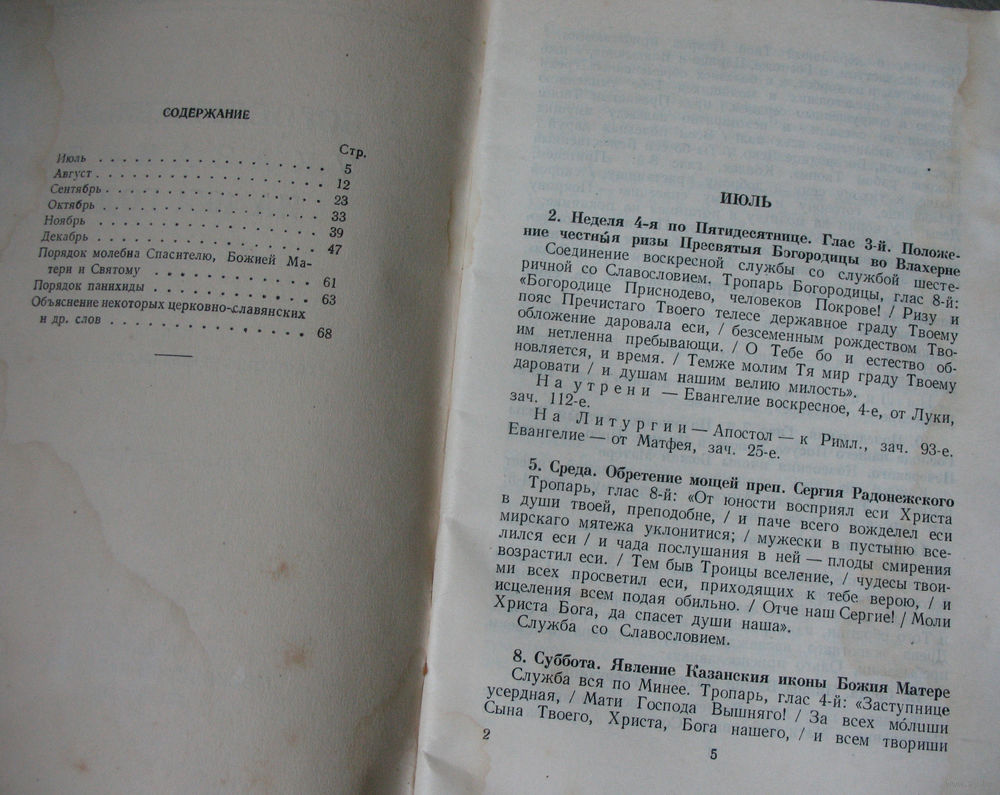 СОДЕРЖАНИЕ
Стр.
Июль . . . . . . . . . . . . . . . . 5
Август . . . . . . . . . . . . . . . . 12
Сентябрь . . . . . . . . . . . . . . . 23
Октябрь . . . . . . . . . . . . . . . 33
Ноябрь . . . . . . . . . . . . . . . 39
Декабрь . . . . . . . . . . . . . . . 47
Порядок молебна Спасителю, Божией Ма-
тери и Святому . . . . . . . . . . . 61
Порядок панихиды . . . . . . . . . . . 63
Объяснение некоторых церковно-славянских
и др. слов . . . . . . . . . . . . . 68
ИЮЛЬ
2. Неделя 4-я по Пятидесятнице. Глас 3-й. Положе-
ние честныя ризы Пресвятыя Богородицы во Влахерне
Соединение воскресной службы со службой шесте-
ричной со Славословием. Тропарь Богородицы, глас 8-й:
«Богородице Приснодево, человеков Покрове! / Ризу и
пояс Пречистаго Твоего телесе державное граду Твоему
обложение даровала еси, / безсеменным рождеством Тво-
им нетленна пребывающи. / О Тебе бо и естество об-
новляется, и время. / Темже молим Тя мир граду Твоему
даровати / и душам нашим велию милость».
На утрени — Евангелие воскресное, 4-е, от Луки,
зач. 112-е.
На Литургии — Апостол — к Римл., зач. 93-е.
Евангелие — от Матфея, зач. 25-е.
5. Среда. Обретение мощей преп. Сергия Радонежского
Тропарь, глас 8-й: «От юности восприял еси Христа
в души твоей, преподобне, / и паче всего вожделел еси
мирскаго мятежа уклонитися; / мужески в пустыню все-
лился еси / и чада послушания в ней — плоды смирения
возрастил еси. / Тем быв Троицы вселение, / чудесы твои-
ми всех просветил еси, приходящих к тебе верою, / и
исцеления всем подая обильно. / Отче наш Сергие! / Моли
Христа Бога, да спасет души наша».
Служба со Славословием.
8. Суббота. Явление Казанския иконы Божия Матере
Служба вся по Минее. Тропарь, глас 4-й: «Заступнице
усердная, / Мати Господа Вышняго! / За всех мо́лиши
Сына Твоего, Христа, Бога нашего, / и всем твориши
2
5